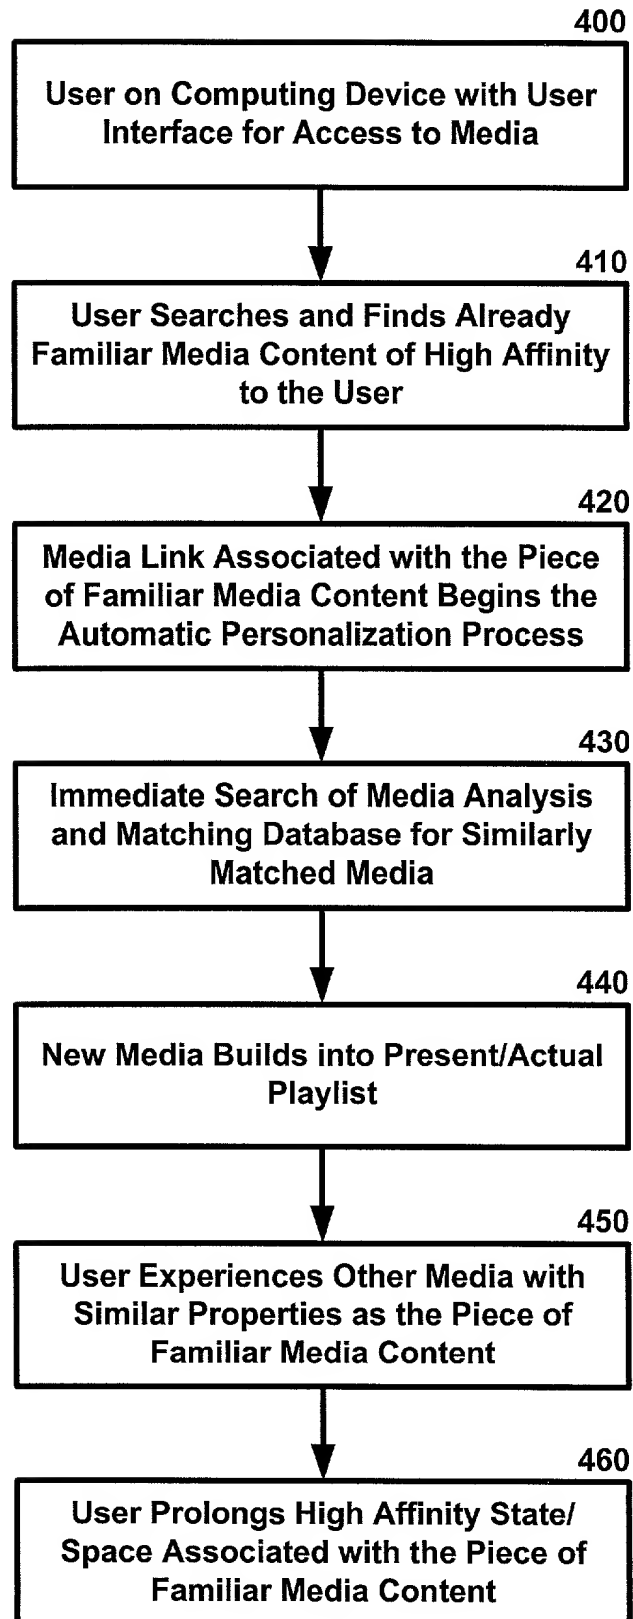 400
User on Computing Device with User
Interface for Access to Media
410
User Searches and Finds Already
Familiar Media Content of High Affinity
to the User
420
Media Link Associated with the Piece
of Familiar Media Content Begins the
Automatic Personalization Process
430
Immediate Search of Media Analysis
and Matching Database for Similarly
Matched Media
440
New Media Builds into Present/Actual
Playlist
450
User Experiences Other Media with
Similar Properties as the Piece of
Familiar Media Content
460
User Prolongs High Affinity State/
Space Associated with the Piece of
Familiar Media Content